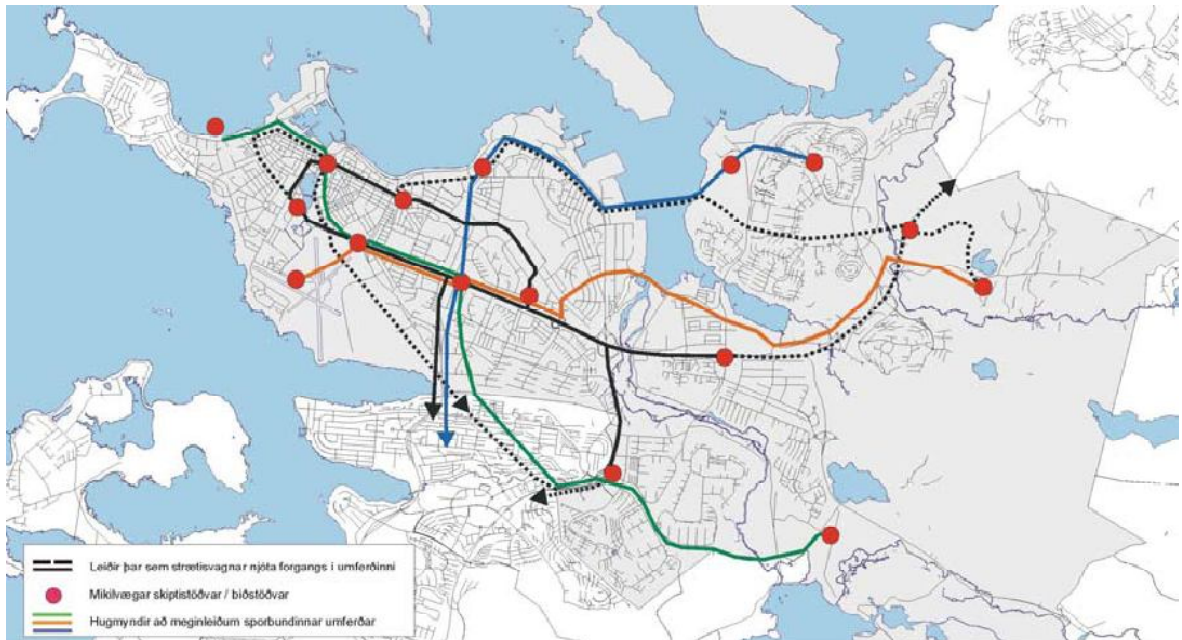 Leiðir þar sem strætisvagnar njóta forgangs í umferðinni
Mikilvægar skiptistöðvar / biðstöðvar
Hugmyndir að meginleiðum sporbundinnar umferðar